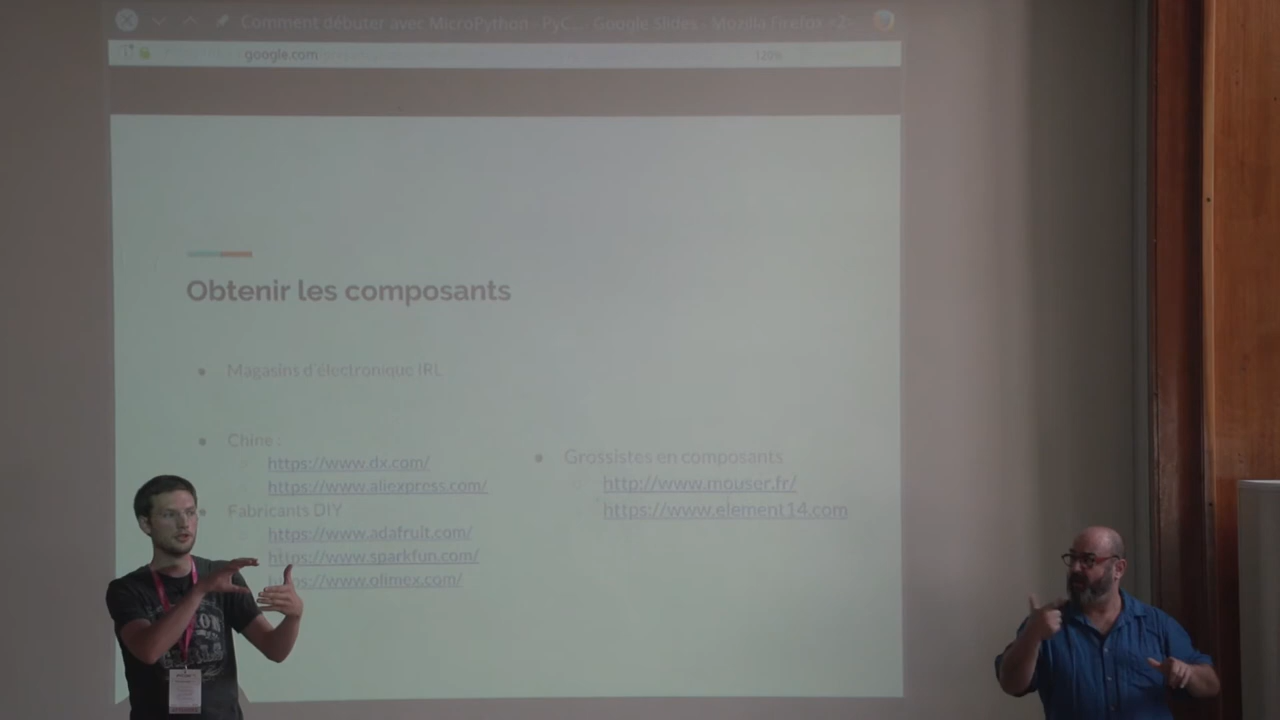 Comment débuter avec MicroPython - PyC... - Google Slides - Mozilla Firefox <2>
google.com
120%
Obtenir les composants
Magasins d'électronique IRL
Chine :
https://www.dx.com/
https://www.aliexpress.com/
Fabricants DIY
https://www.adafruit.com/
https://www.sparkfun.com/
https://www.olimex.com/
Grossistes en composants
http://www.mouser.fr/
https://www.element14.com